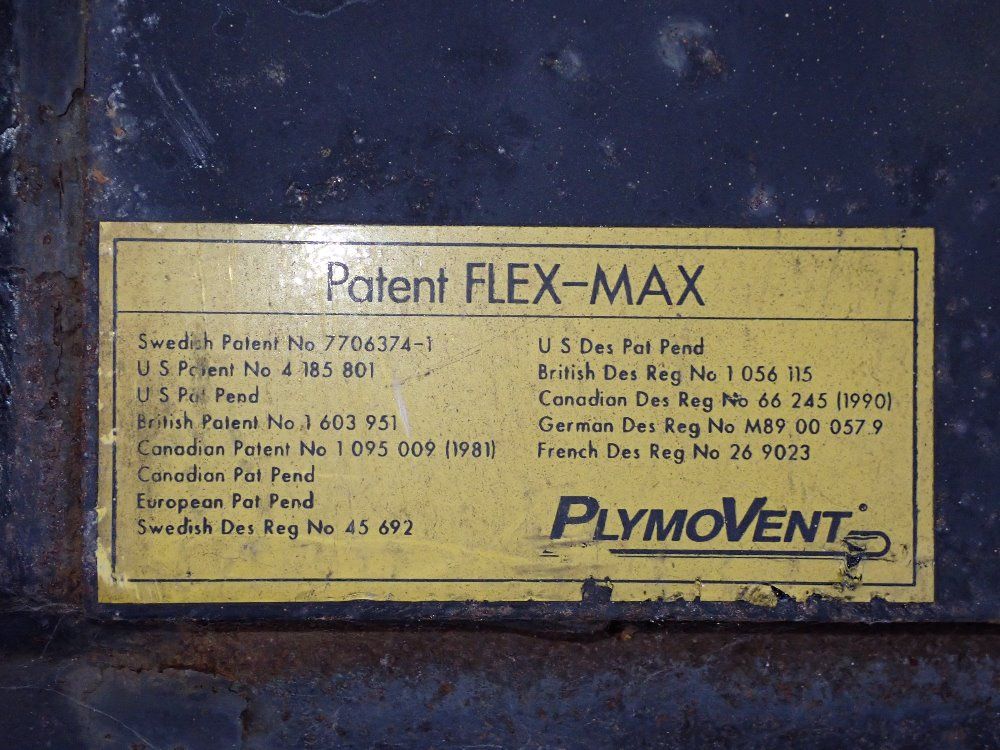 Patent FLEX-MAX
Swedish Patent No 7706374-1
U S Patent No 4 185 801
U S Pat Pend
British Patent No 1 603 951
Canadian Patent No 1 095 009 (1981)
Canadian Pat Pend
European Pat Pend
Swedish Des Reg No 45 692
U S Des Pat Pend
British Des Reg No 1 056 115
Canadian Des Reg No 66 245 (1990)
German Des Reg No M89 00 057.9
French Des Reg No 26 9023
PLYMOVENT®